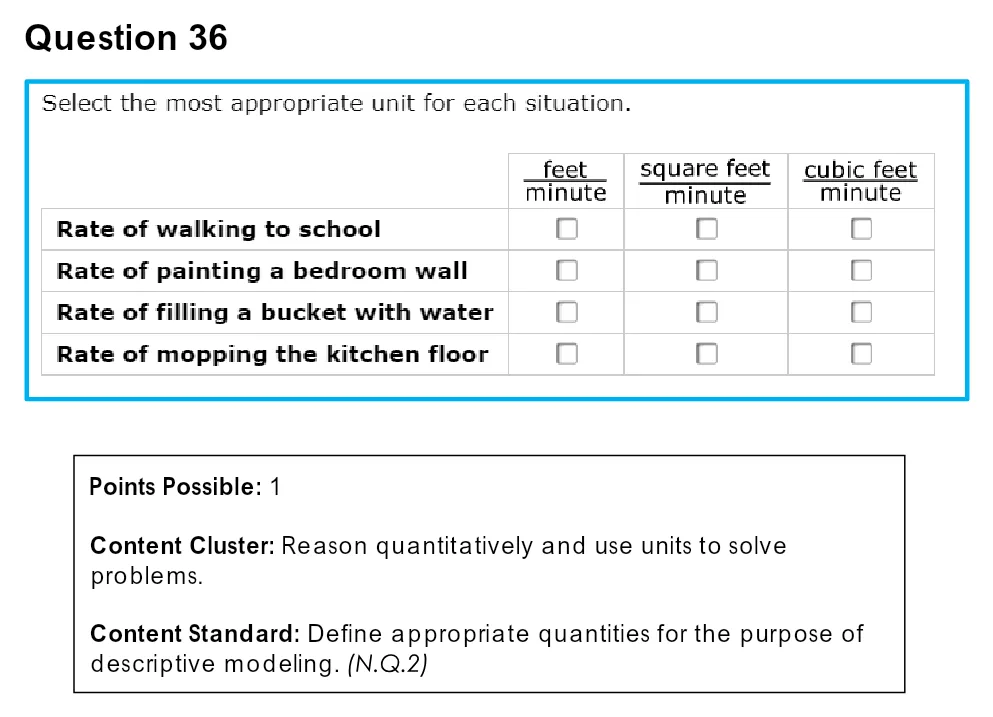 Question 36
Select the most appropriate unit for each situation.
feet
minute
square feet
minute
cubic feet
minute
Rate of walking to school
Rate of painting a bedroom wall
Rate of filling a bucket with water
Rate of mopping the kitchen floor
Points Possible: 1
Content Cluster: Reason quantitatively and use units to solve
problems.
Content Standard: Define appropriate quantities for the purpose of
descriptive modeling. (N.Q.2)